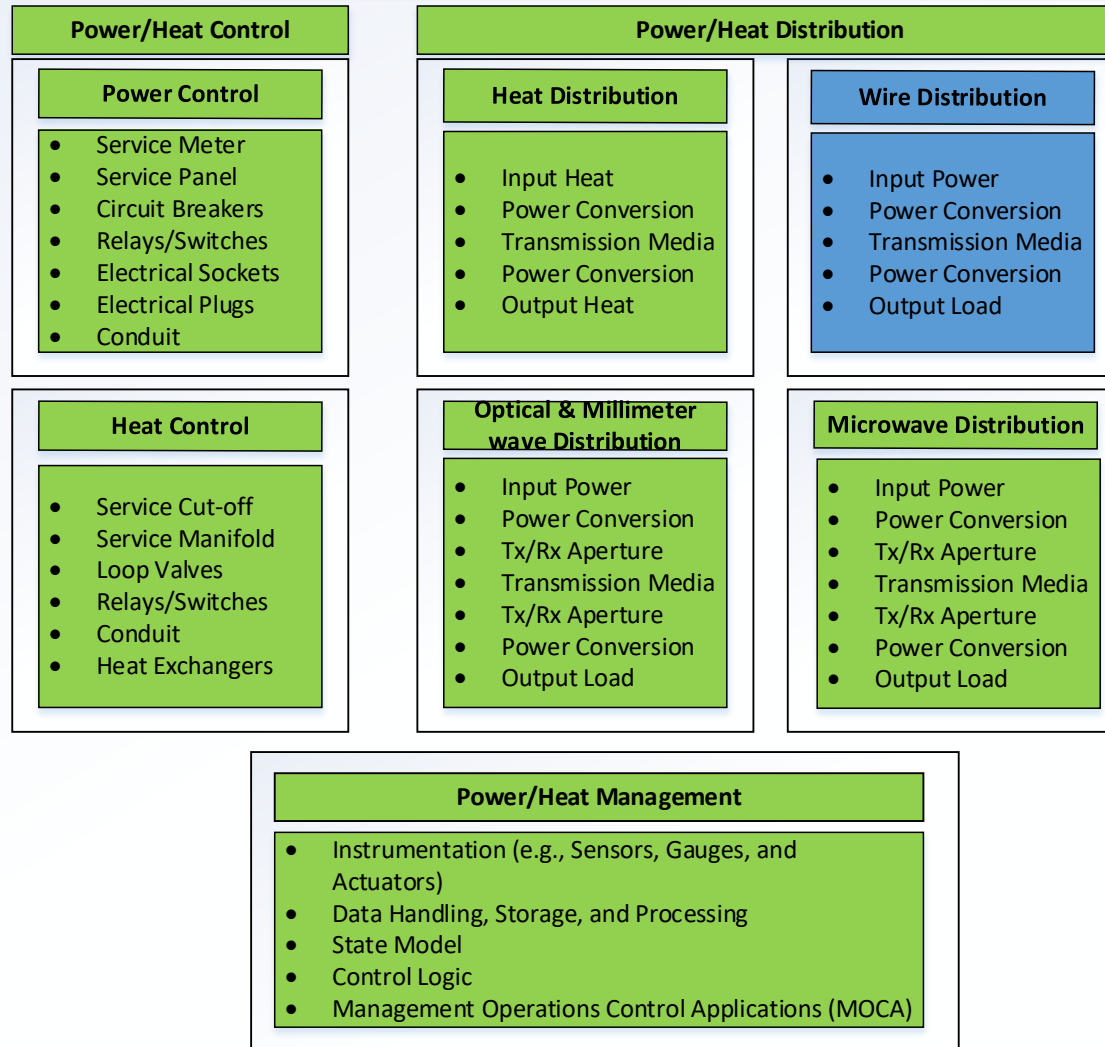 Power/Heat Control
Power Control
• Service Meter
• Service Panel
• Circuit Breakers
• Relays/Switches
• Electrical Sockets
• Electrical Plugs
• Conduit
Heat Control
• Service Cut-off
• Service Manifold
• Loop Valves
• Relays/Switches
• Conduit
• Heat Exchangers
Power/Heat Distribution
Heat Distribution
• Input Heat
• Power Conversion
• Transmission Media
• Power Conversion
• Output Heat
Wire Distribution
• Input Power
• Power Conversion
• Transmission Media
• Power Conversion
• Output Load
Optical & Millimeter
wave Distribution
• Input Power
• Power Conversion
• Tx/Rx Aperture
• Transmission Media
• Tx/Rx Aperture
• Power Conversion
• Output Load
Microwave Distribution
• Input Power
• Power Conversion
• Tx/Rx Aperture
• Transmission Media
• Tx/Rx Aperture
• Power Conversion
• Output Load
Power/Heat Management
• Instrumentation (e.g., Sensors, Gauges, and
Actuators)
• Data Handling, Storage, and Processing
• State Model
• Control Logic
• Management Operations Control Applications (MOCA)